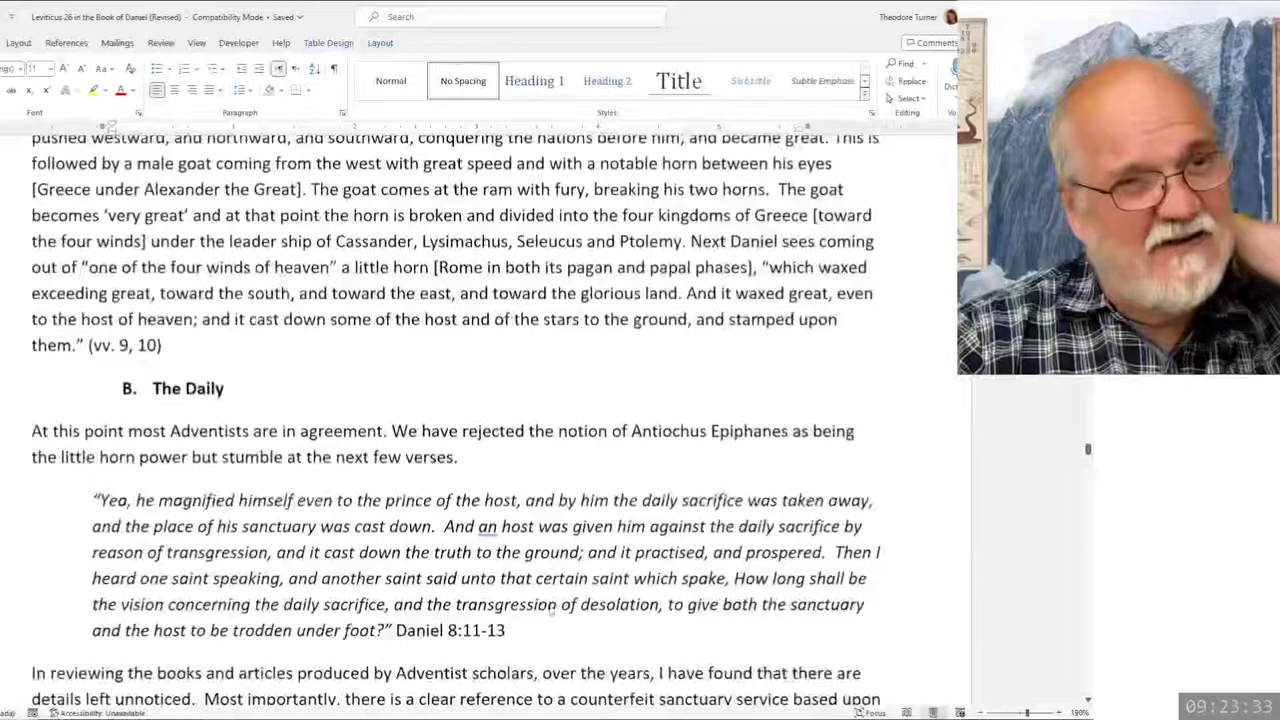 Leviticus 26 in the Book of Daniel (Revised) - Compatibility Mode • Saved
Search
Theodore Turner
Layout References Mailings Review View Developer Help Table Design Layout
Comments
11
Aa
Normal
No Spacing
Heading 1
Heading 2
Title
Subtitle
Subtle Emphasis
Find
Replace
Select
Font
Paragraph
Styles
Editing
pushed westward, and northward, and southward, conquering the nations before him, and became great. This is
followed by a male goat coming from the west with great speed and with a notable horn between his eyes
[Greece under Alexander the Great]. The goat comes at the ram with fury, breaking his two horns. The goat
becomes ‘very great’ and at that point the horn is broken and divided into the four kingdoms of Greece [toward
the four winds] under the leader ship of Cassander, Lysimachus, Seleucus and Ptolemy. Next Daniel sees coming
out of “one of the four winds of heaven” a little horn [Rome in both its pagan and papal phases], “which waxed
exceeding great, toward the south, and toward the east, and toward the glorious land. And it waxed great, even
to the host of heaven; and it cast down some of the host and of the stars to the ground, and stamped upon
them.” (vv. 9, 10)
B. The Daily
At this point most Adventists are in agreement. We have rejected the notion of Antiochus Epiphanes as being
the little horn power but stumble at the next few verses.
“Yea, he magnified himself even to the prince of the host, and by him the daily sacrifice was taken away,
and the place of his sanctuary was cast down. And an host was given him against the daily sacrifice by
reason of transgression, and it cast down the truth to the ground; and it practised, and prospered. Then I
heard one saint speaking, and another saint said unto that certain saint which spake, How long shall be
the vision concerning the daily sacrifice, and the transgression of desolation, to give both the sanctuary
and the host to be trodden under foot?” Daniel 8:11-13
In reviewing the books and articles produced by Adventist scholars, over the years, I have found that there are
details left unnoticed. Most importantly, there is a clear reference to a counterfeit sanctuary service based upon
Accessibility: Unavailable
Focus
190%
09:23:33